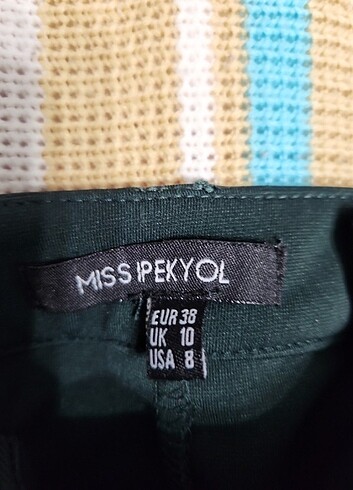 MISS IPEKYOL
EUR 38
UK 10
USA 8